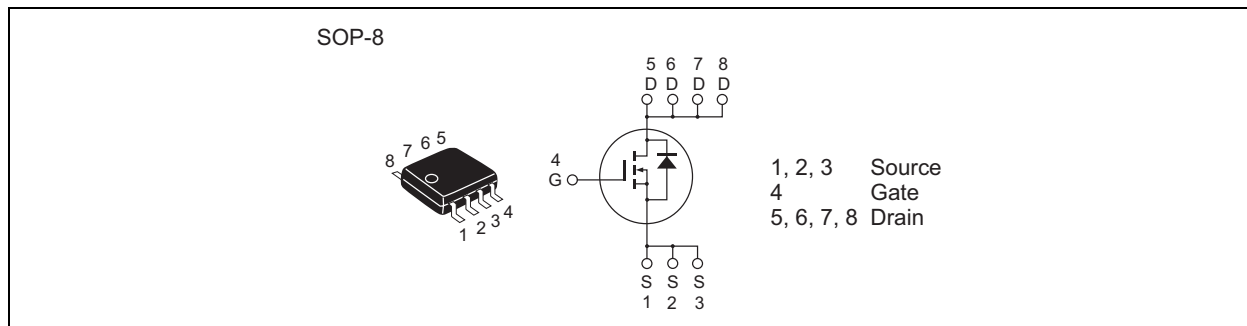 SOP-8
8 7 6 5
1 2 3 4
5 6 7 8
D D D D
4
G
S S S
1 2 3
1, 2, 3 Source
4 Gate
5, 6, 7, 8 Drain